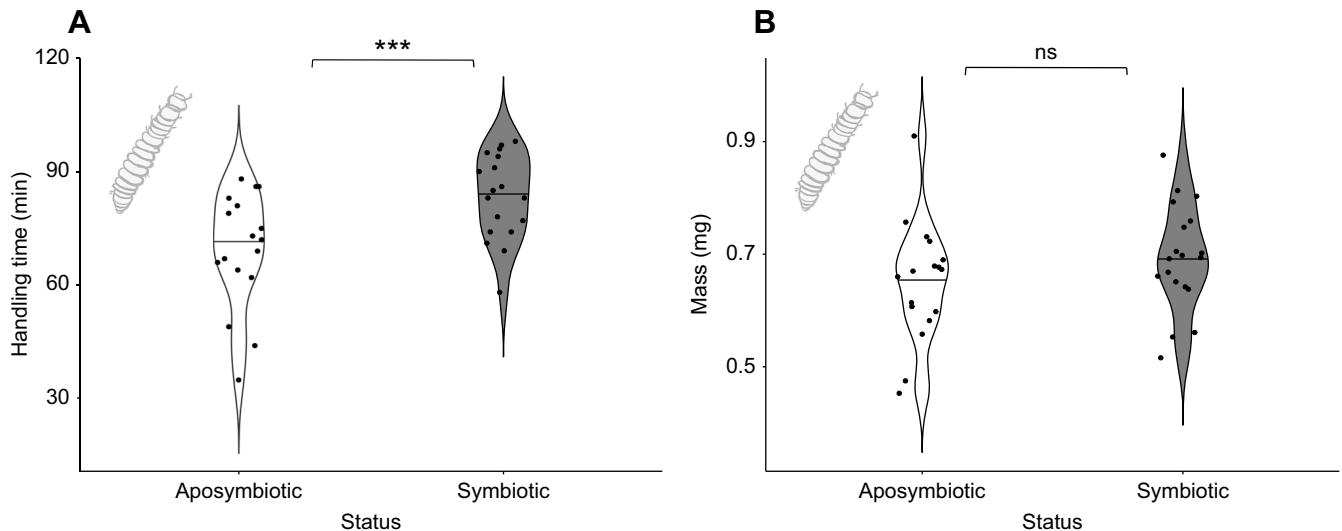 A
***
120
90
60
30
Handling time (min)
Aposymbiotic
Symbiotic
Status
B
ns
0.9
0.7
0.5
Mass (mg)
Aposymbiotic
Symbiotic
Status